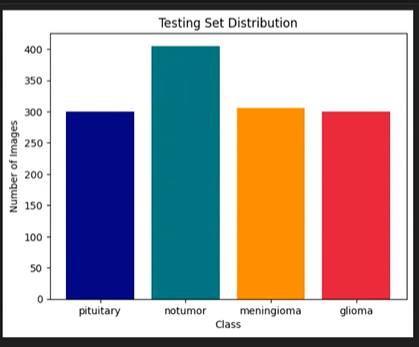 Testing Set Distribution
400
350
300
250
200
150
100
50
0
Number of Images
pituitary notumor meningioma glioma
Class